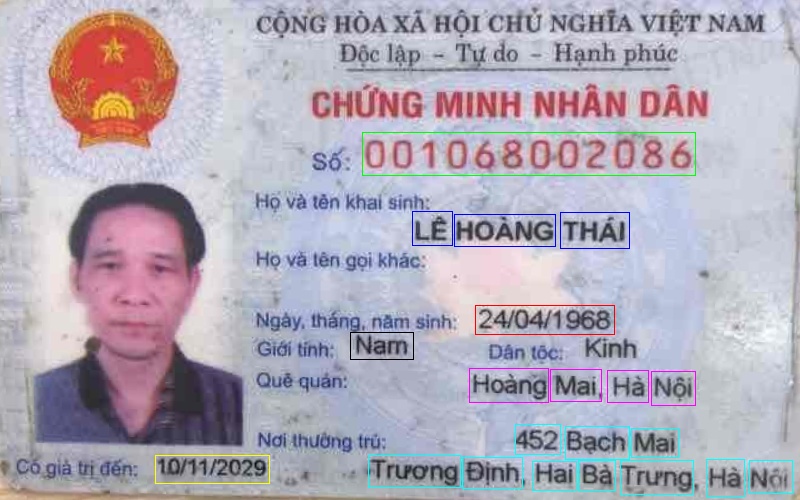 CỘNG HÒA XÃ HỘI CHỦ NGHĨA VIỆT NAM
Độc lập - Tự do - Hạnh phúc
CHỨNG MINH NHÂN DÂN
Số: 001068002086
Họ và tên khai sinh:
LÊ HOÀNG THÁI
Họ và tên gọi khác:
Ngày, tháng, năm sinh: 24/04/1968
Giới tính: Nam Dân tộc: Kinh
Quê quán: Hoàng Mai, Hà Nội
Nơi thường trú: 452 Bạch Mai
Trương Định, Hai Bà Trưng, Hà Nội
Có giá trị đến: 10/11/2029